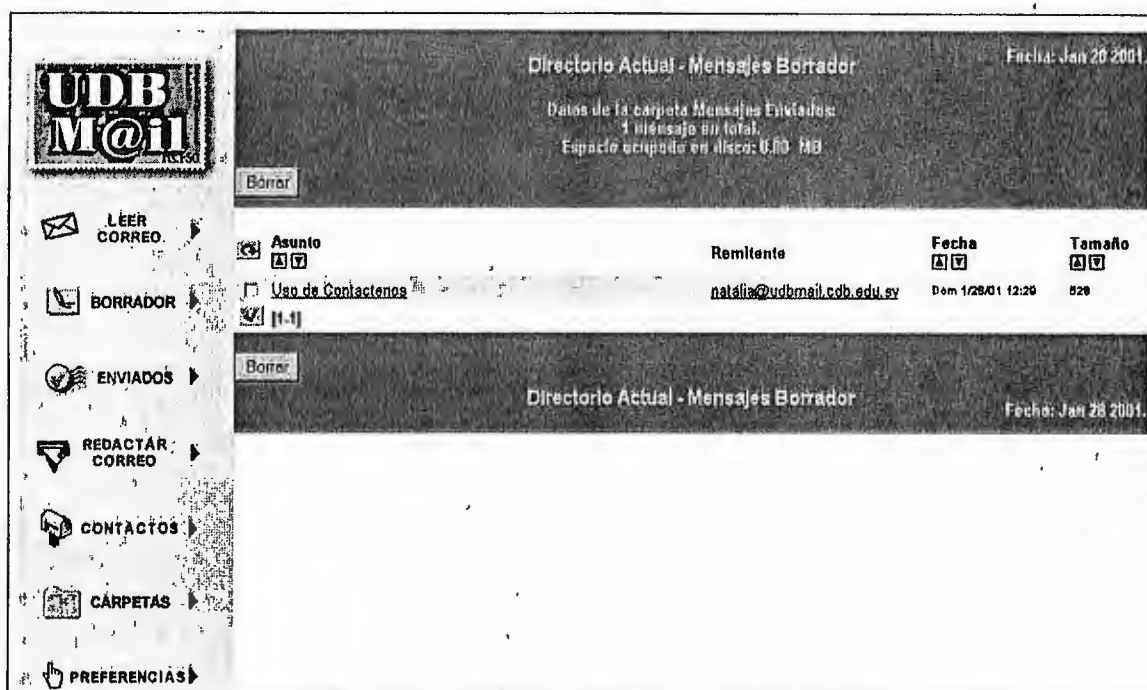 UDB
M@il
LEER
CORREO
BORRADOR
ENVIADOS
REDACTAR
CORREO
CONTACTOS
CARPETAS
PREFERENCIAS
Directorio Actual - Mensajes Borrador
Fecha: Jan 28 2001.
Datos de la carpeta Mensajes Enviados:
1 mensaje en total.
Espacio ocupado en disco: 0.00 MB
Borrar
Asunto Remitente Fecha Tamaño
Uso de Contactenos natalia@udbmail.cdb.edu.sv Dom 1/28/01 12:29
[1-1]
Borrar
Directorio Actual - Mensajes Borrador
Fecha: Jan 28 2001.